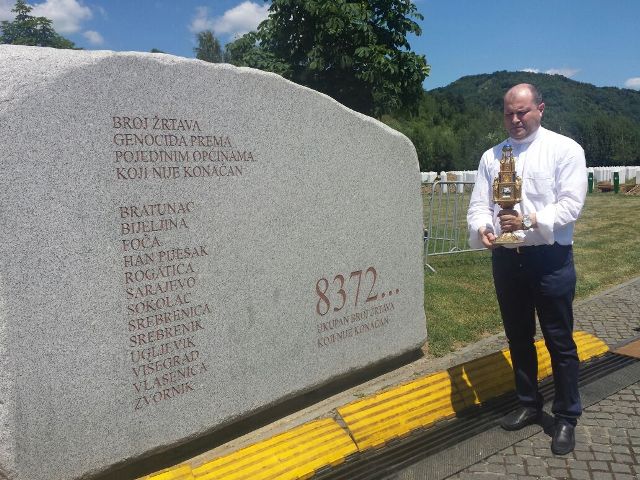 BROJ ŽRTAVA
GENOCIDA PREMA
POJEDINIM OPĆINAMA
KOJI NIJE KONAČAN
BRATUNAC
BIJELJINA
FOČA
HAN PIJESAK
ROGATICA
SARAJEVO
SOKOLAC
SREBRENICA
SREBRENIK
UGLJEVIK
VIŠEGRAD
VLASENICA
ZVORNIK
8372...
UKUPAN BROJ ŽRTAVA
KOJI NIJE KONAČAN